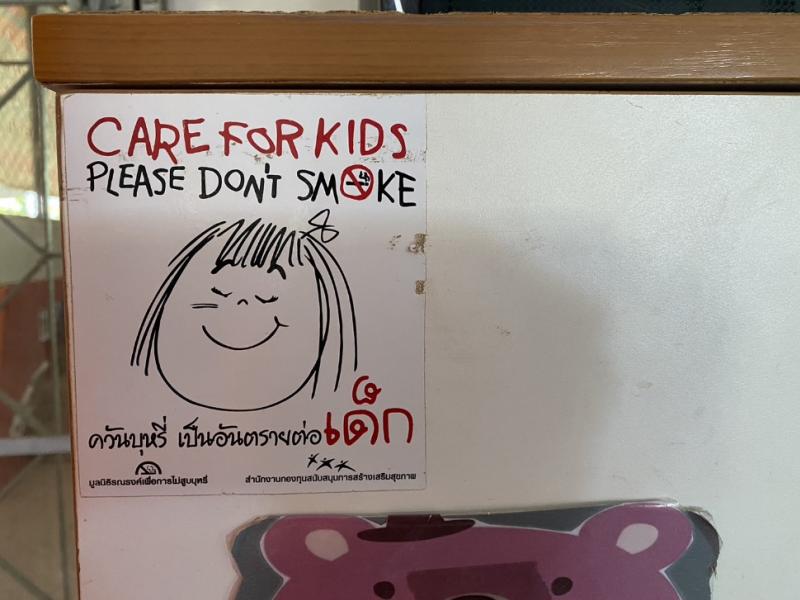 CARE FOR KIDS
PLEASE DON'T SMOKE
ควันบุหรี่ เป็นอันตรายต่อเด็ก
มูลนิธิรณรงค์เพื่อการไม่สูบบุหรี่
สำนักงานกองทุนสนับสนุนการสร้างเสริมสุขภาพ